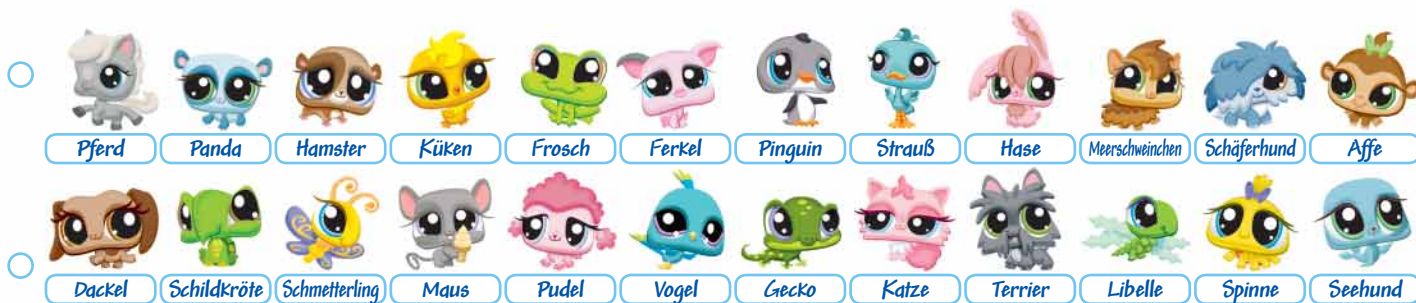 Pferd Panda Hamster Küken Frosch Ferkel Pinguin Strauß Hase Meerschweinchen Schäferhund Affe
Dackel Schildkröte Schmetterling Maus Pudel Vogel Gecko Katze Terrier Libelle Spinne Seehund